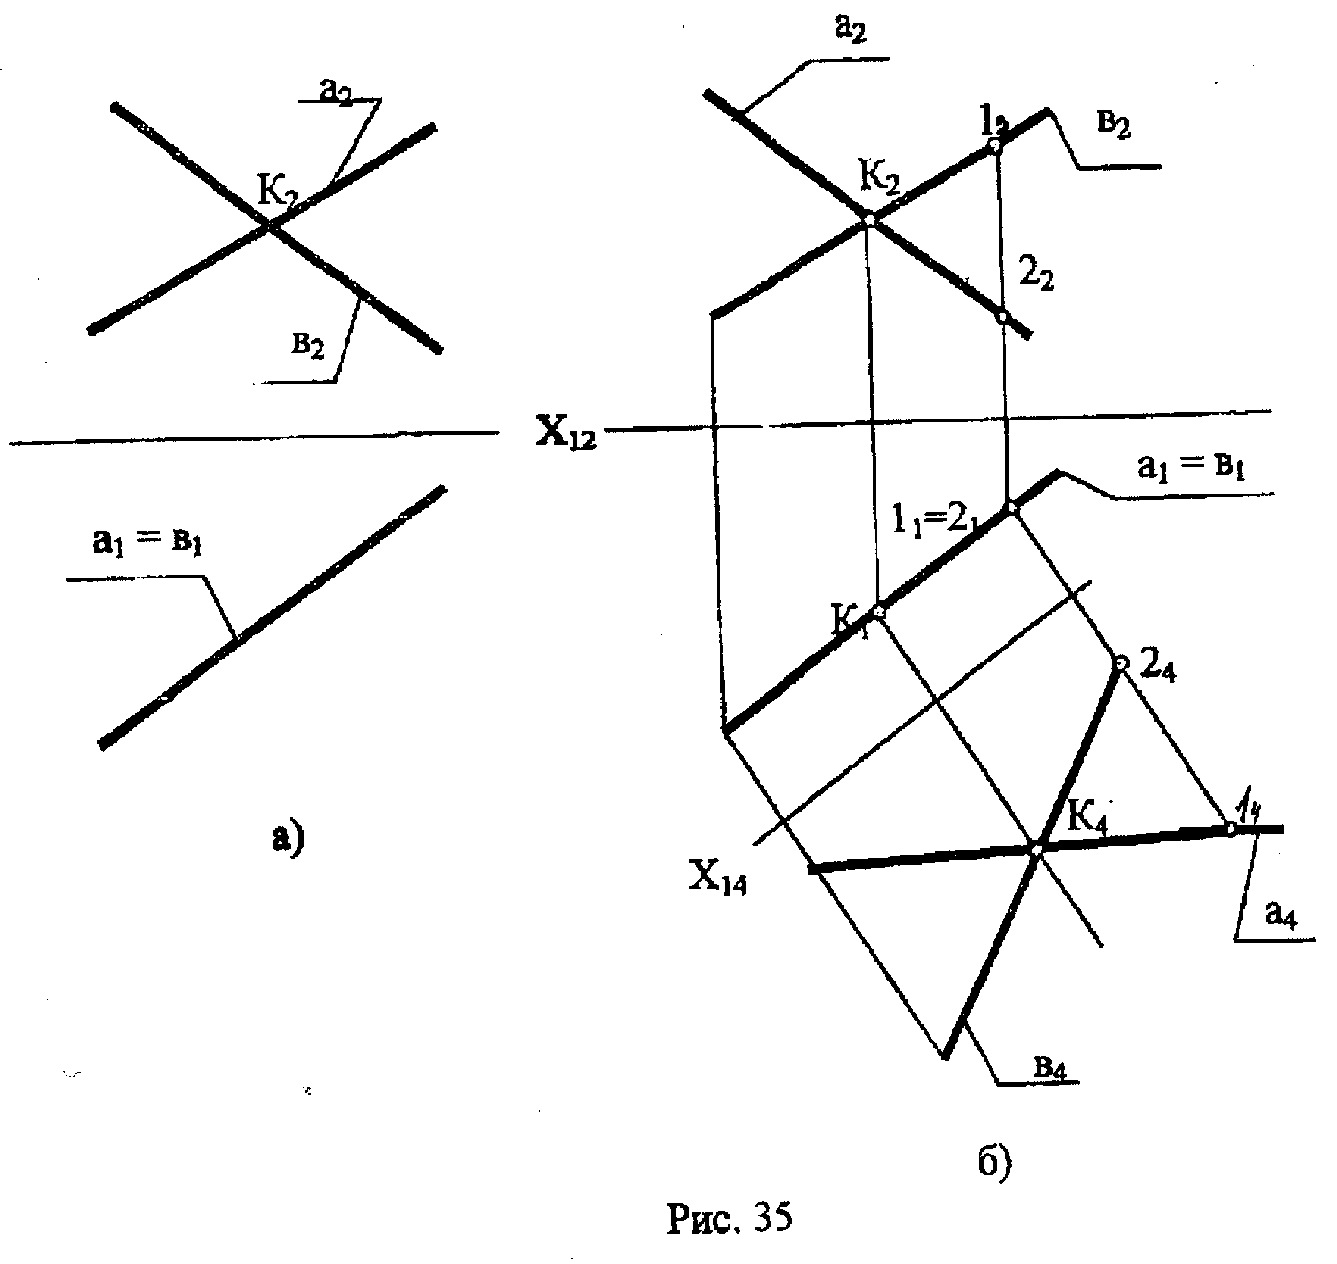 a₂
K₂
в₂
a₁ = в₁
а)
a₂
1₂
в₂
K₂
2₂
X₁₂
a₁ = в₁
1₁=2₁
K₁
2₄
K₄
1₄
X₁₄
a₄
в₄
б)
Рис. 35